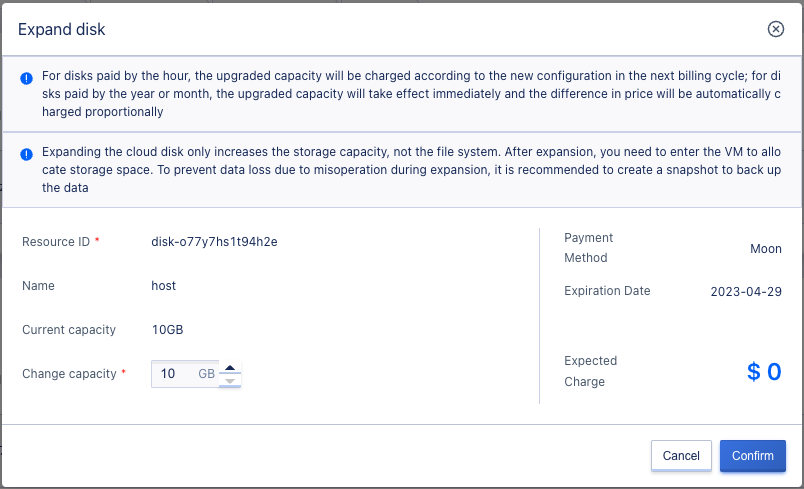 Expand disk
For disks paid by the hour, the upgraded capacity will be charged according to the new configuration in the next billing cycle; for di
sks paid by the year or month, the upgraded capacity will take effect immediately and the difference in price will be automatically c
harged proportionally
Expanding the cloud disk only increases the storage capacity, not the file system. After expansion, you need to enter the VM to allo
cate storage space. To prevent data loss due to misoperation during expansion, it is recommended to create a snapshot to back up
the data
Resource ID * disk-o77y7hs1t94h2e
Name host
Current capacity 10GB
Change capacity * 10 GB
Payment
Method
Moon
Expiration Date 2023-04-29
Expected
Charge
$ 0
Cancel Confirm